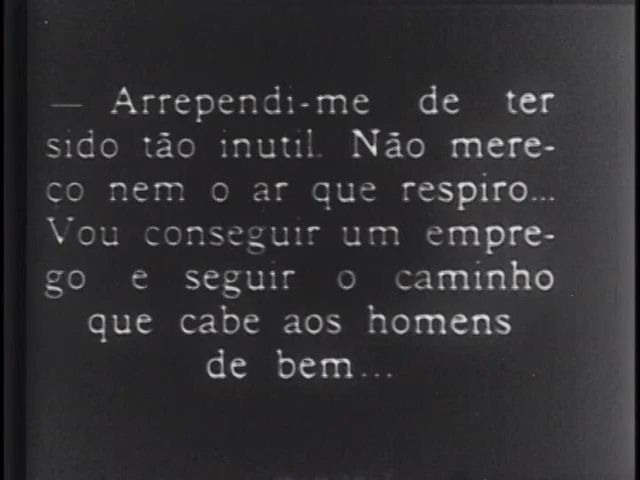 — Arrependi-me de ter
sido tão inutil. Não mere-
ço nem o ar que respiro...
Vou conseguir um empre-
go e seguir o caminho
que cabe aos homens
de bem...